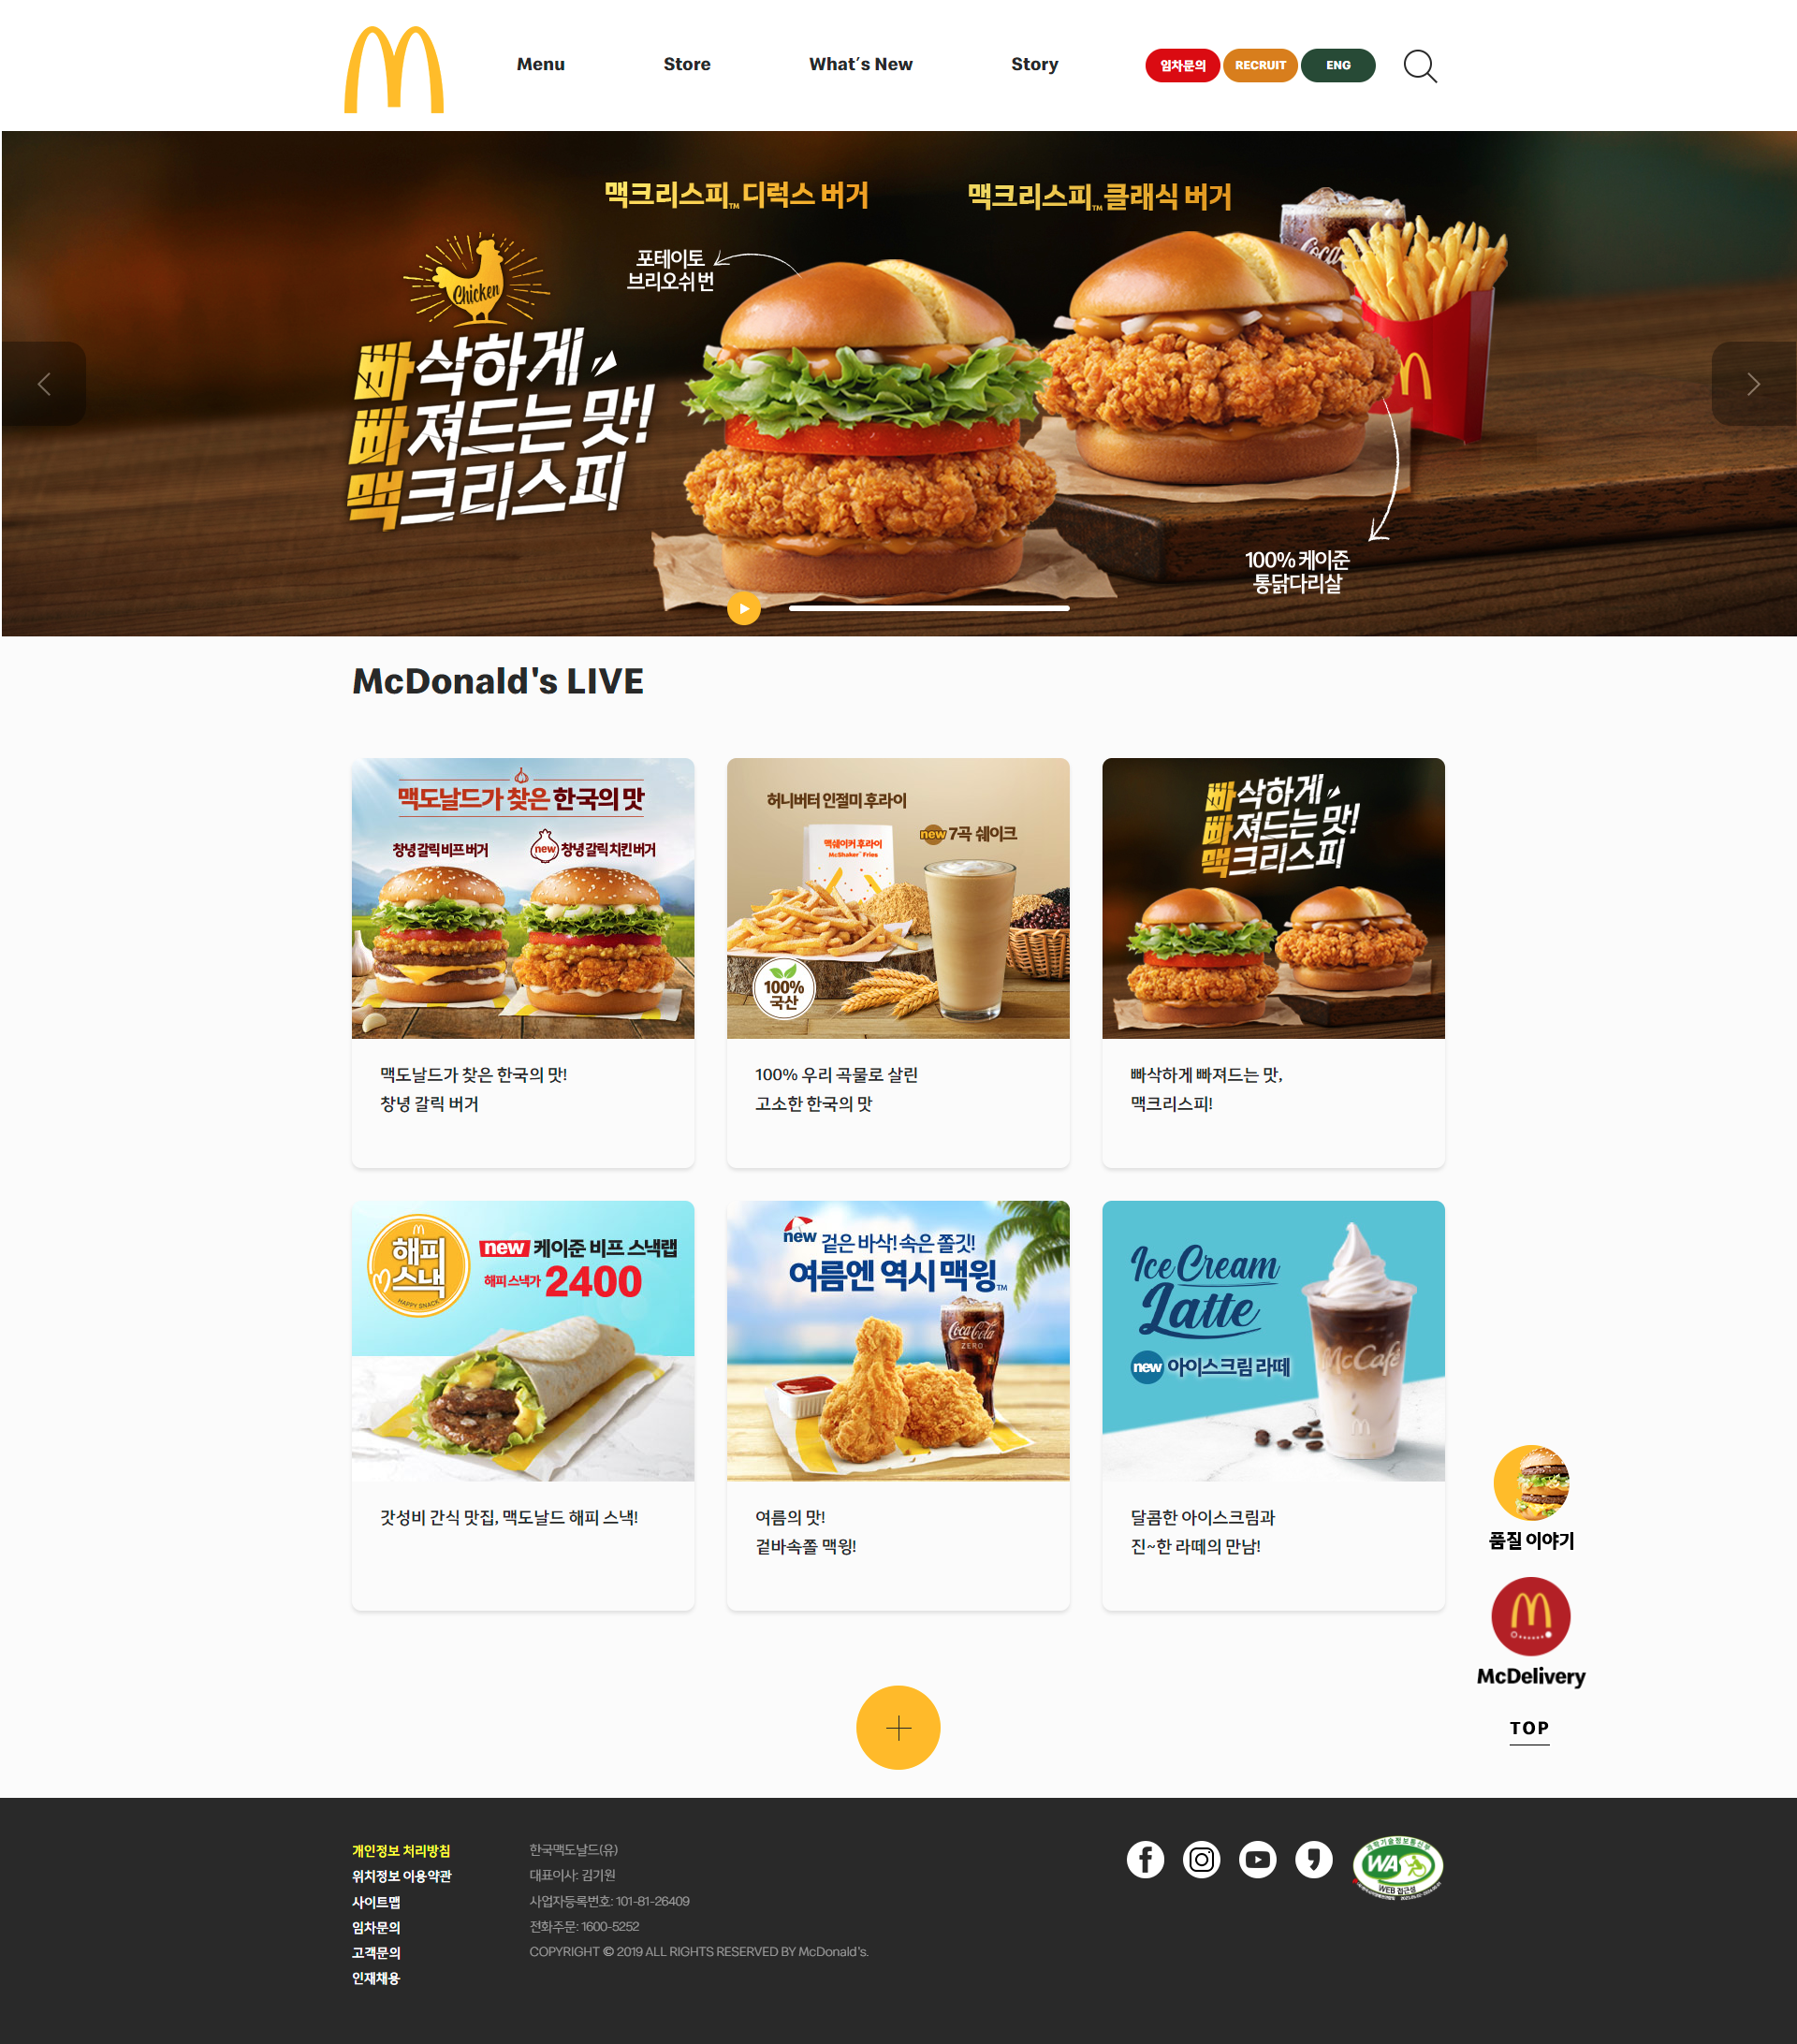 Menu
Store
What's New
Story
임차문의
RECRUIT
ENG
맥크리스피™ 디럭스 버거
맥크리스피™ 클래식 버거
포테이토
브리오쉬 번
Chicken
빠삭하게
빠져드는 맛!
맥크리스피
Coca
100% 케이준
통닭다리살
McDonald's LIVE
맥도날드가 찾은 한국의 맛
창녕 갈릭 비프 버거
new 창녕 갈릭 치킨 버거
맥도날드가 찾은 한국의 맛!
창녕 갈릭 버거
허니버터 인절미 후라이
new 7곡 쉐이크
맥쉐이커 후라이
McShaker Fries
100%
국산
100% 우리 곡물로 살린
고소한 한국의 맛
빠삭하게
빠져드는 맛!
맥크리스피
빠삭하게 빠져드는 맛,
맥크리스피!
해피
스낵
HAPPY SNACK
new 케이준 비프 스낵랩
해피 스낵가 2400
갓성비 간식 맛집, 맥도날드 해피 스낵!
new 겉은 바삭! 속은 쫄깃!
여름엔 역시 맥윙™
Coca-Cola
ZERO
여름의 맛!
겉바속쫄 맥윙!
Ice Cream
Latte
new 아이스크림 라떼
McCafé
달콤한 아이스크림과
진~한 라떼의 만남!
품질 이야기
McDelivery
TOP
개인정보 처리방침
위치정보 이용약관
사이트맵
임차문의
고객문의
인재채용
한국맥도날드(유)
대표이사: 김기원
사업자등록번호: 101-81-26409
전화주문: 1600-5252
COPYRIGHT © 2019 ALL RIGHTS RESERVED BY McDonald's.
과학기술정보통신부
WA
WEB 접근성